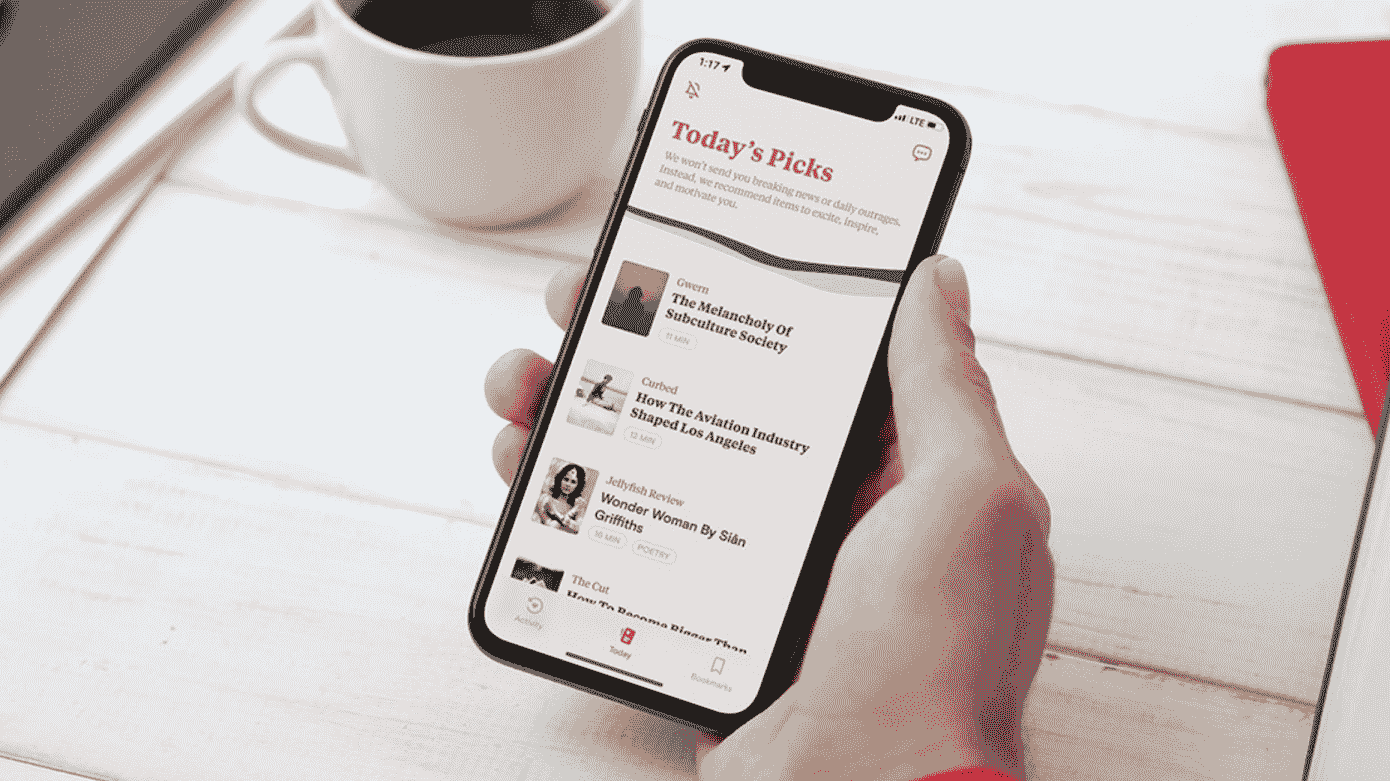 1:17
LTE
Today's Picks
We won't send you breaking news or daily outrages.
Instead, we recommend items to excite, inspire,
and motivate you.
Gwern
The Melancholy Of
Subculture Society
11 MIN
Curbed
How The Aviation Industry
Shaped Los Angeles
12 MIN
Jellyfish Review
Wonder Woman By Siân
Griffiths
16 MIN
POETRY
The Cut
How To Become Bigger Than
Activity
Today
Bookmarks